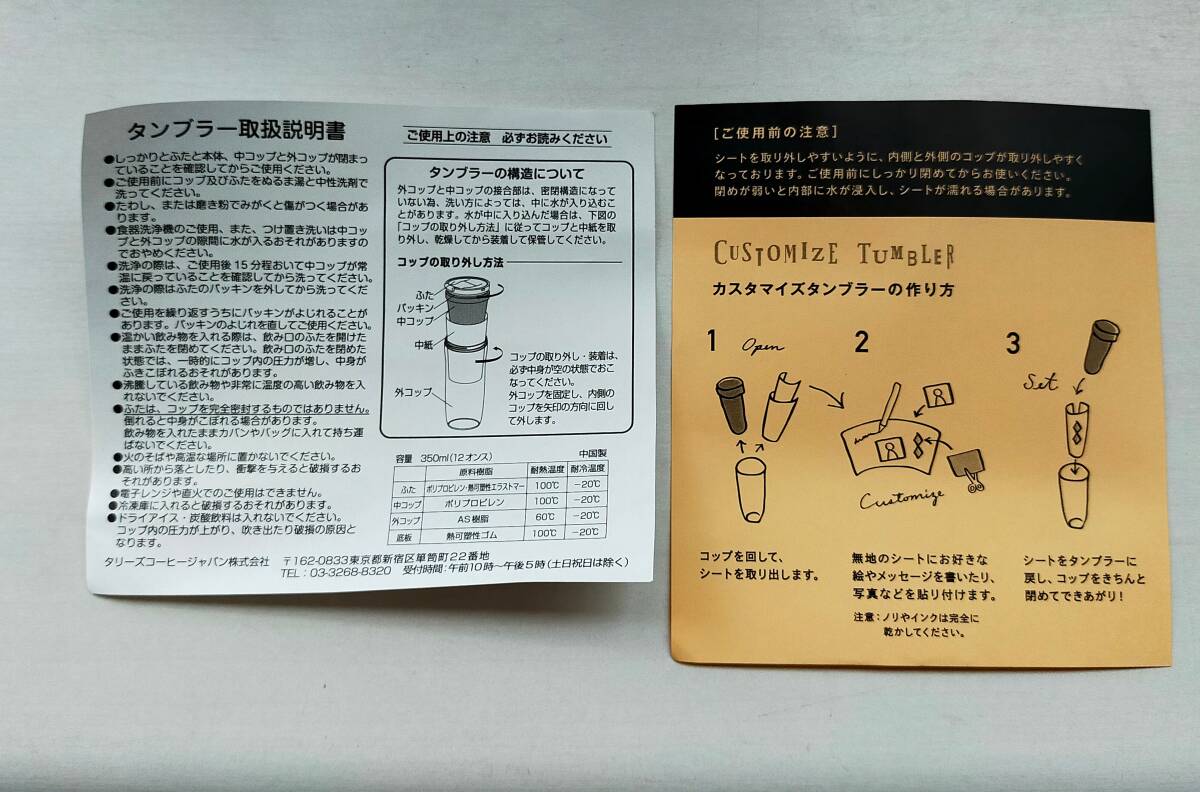 タンブラー取扱説明書
●しっかりとふたと本体、中コップと外コップが閉まっ
ていることを確認してからご使用ください。
●ご使用前にコップ及びふたをぬるま湯と中性洗剤で
洗ってください。
●たわし、または磨き粉でみがくと傷がつく場合があ
ります。
●食器洗浄機のご使用、また、つけ置き洗いは中コッ
プと外コップの隙間に水が入るおそれがありますの
でおやめください。
●洗浄の際は、ご使用後15分程おいて中コップが常
温に戻っていることを確認してから洗ってください。
●洗浄の際はふたのパッキンを外してから洗ってくだ
さい。
●ご使用を繰り返すうちにパッキンがよじれることが
あります。パッキンのよじれを直してご使用ください。
●温かい飲み物を入れる際は、飲み口のふたを開けた
ままふたを閉めてください。飲み口のふたを閉めた
状態では、一時的にコップ内の圧力が増し、中身が
ふきこぼれるおそれがあります。
●沸騰している飲み物や非常に温度の高い飲み物を入
れないでください。
●ふたは、コップを完全密封するものではありません。
倒れると中身がこぼれる場合があります。
飲み物を入れたままカバンやバッグに入れて持ち運
ばないでください。
●火のそばや高温な場所に置かないでください。
●高い所から落としたり、衝撃を与えると破損するお
それがあります。
●電子レンジや直火でのご使用はできません。
●冷凍庫に入れると破損するおそれがあります。
●ドライアイス・炭酸飲料は入れないでください。
コップ内の圧力が上がり、吹き出たり破損の原因と
なります。
ご使用上の注意 必ずお読みください
タンブラーの構造について
外コップと中コップの接合部は、密閉構造になって
いない為、洗い方によっては、中に水が入り込むこ
とがあります。水が中に入り込んだ場合は、下図の
「コップの取り外し方法」に従ってコップと中紙を取
り外し、乾燥してから装着して保管してください。
コップの取り外し方法
ふた
パッキン
中コップ
中紙
外コップ
コップの取り外し・装着は、
必ず中身が空の状態でおこ
なってください。
外コップを固定し、内側の
コップを矢印の方向に回し
て外します。
容量 350ml(12オンス) 中国製
原料樹脂 耐熱温度 耐冷温度
ふた ポリプロピレン・熱可塑性エラストマー 100℃ −20℃
中コップ ポリプロピレン 100℃ −20℃
外コップ AS樹脂 60℃ −20℃
底板 熱可塑性ゴム 100℃ −20℃
タリーズコーヒージャパン株式会社 〒162-0833東京都新宿区箪笥町22番地
TEL：03-3268-8320 受付時間：午前10時〜午後5時(土日祝日は除く)
[ご使用前の注意]
シートを取り外しやすいように、内側と外側のコップが取り外しやすく
なっております。ご使用前にしっかり閉めてからお使いください。
閉めが弱いと内部に水が浸入し、シートが濡れる場合があります。
CUSTOMIZE TUMBLER
カスタマイズタンブラーの作り方
1 Open
2
3
Set
Customize
コップを回して、
シートを取り出します。
無地のシートにお好きな
絵やメッセージを書いたり、
写真などを貼り付けます。
注意：ノリやインクは完全に
乾かしてください。
シートをタンブラーに
戻し、コップをきちんと
閉めてできあがり！